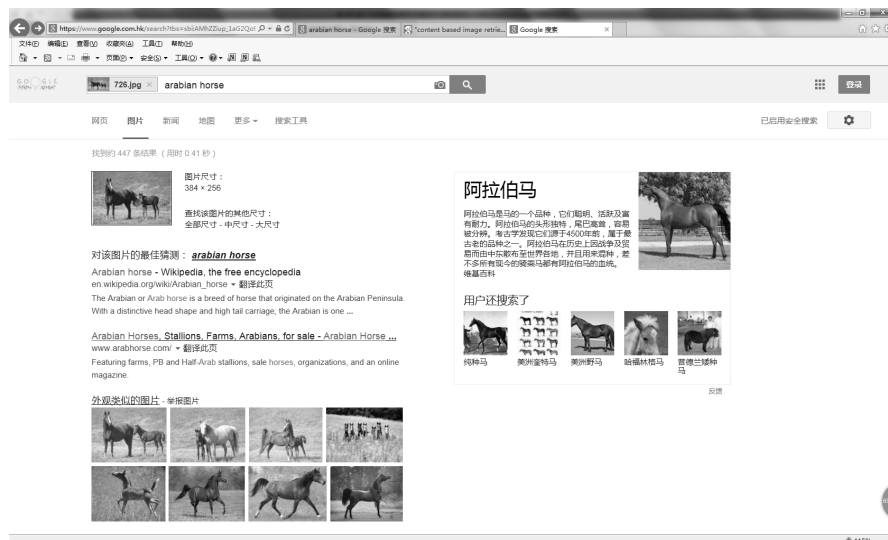 https://www.google.com.hk/search?tbs=sbi:AMhZZiup_1aG2Qo!
arabian horse - Google 搜索
"content based image retrie...
Google 搜索
文件(F) 编辑(E) 查看(V) 收藏夹(A) 工具(T) 帮助(H)
页面(P) 安全(S) 工具(O)
GOOGLE
726.jpg × arabian horse
登录
网页 图片 新闻 地图 更多 搜索工具
已启用安全搜索
找到约 447 条结果 (用时 0.41 秒)
图片尺寸:
384 × 256
查找该图片的其他尺寸:
全部尺寸 - 中尺寸 - 大尺寸
对该图片的最佳猜测: arabian horse
Arabian horse - Wikipedia, the free encyclopedia
en.wikipedia.org/wiki/Arabian_horse 翻译此页
The Arabian or Arab horse is a breed of horse that originated on the Arabian Peninsula.
With a distinctive head shape and high tail carriage, the Arabian is one ...
Arabian Horses, Stallions, Farms, Arabians, for sale - Arabian Horse ...
www.arabhorse.com/ 翻译此页
Featuring farms, PB and Half-Arab stallions, sale horses, organizations, and an online
magazine.
外观类似的图片 - 举报图片
阿拉伯马
阿拉伯马是马的一个品种,它们聪明、活跃及富
有耐力。阿拉伯马的头形独特,尾巴高耸,容易
被分辨。考古学发现它们源于4500年前,属于最
古老的品种之一。阿拉伯马在历史上因战争及贸
易而由中东散布至世界各地,并且用来混种,差
不多所有现今的骑乘马都有阿拉伯马的血统。
维基百科
用户还搜索了
纯种马 美洲奎特马 美洲野马 哈福林格马 昔德兰矮种
马
反馈